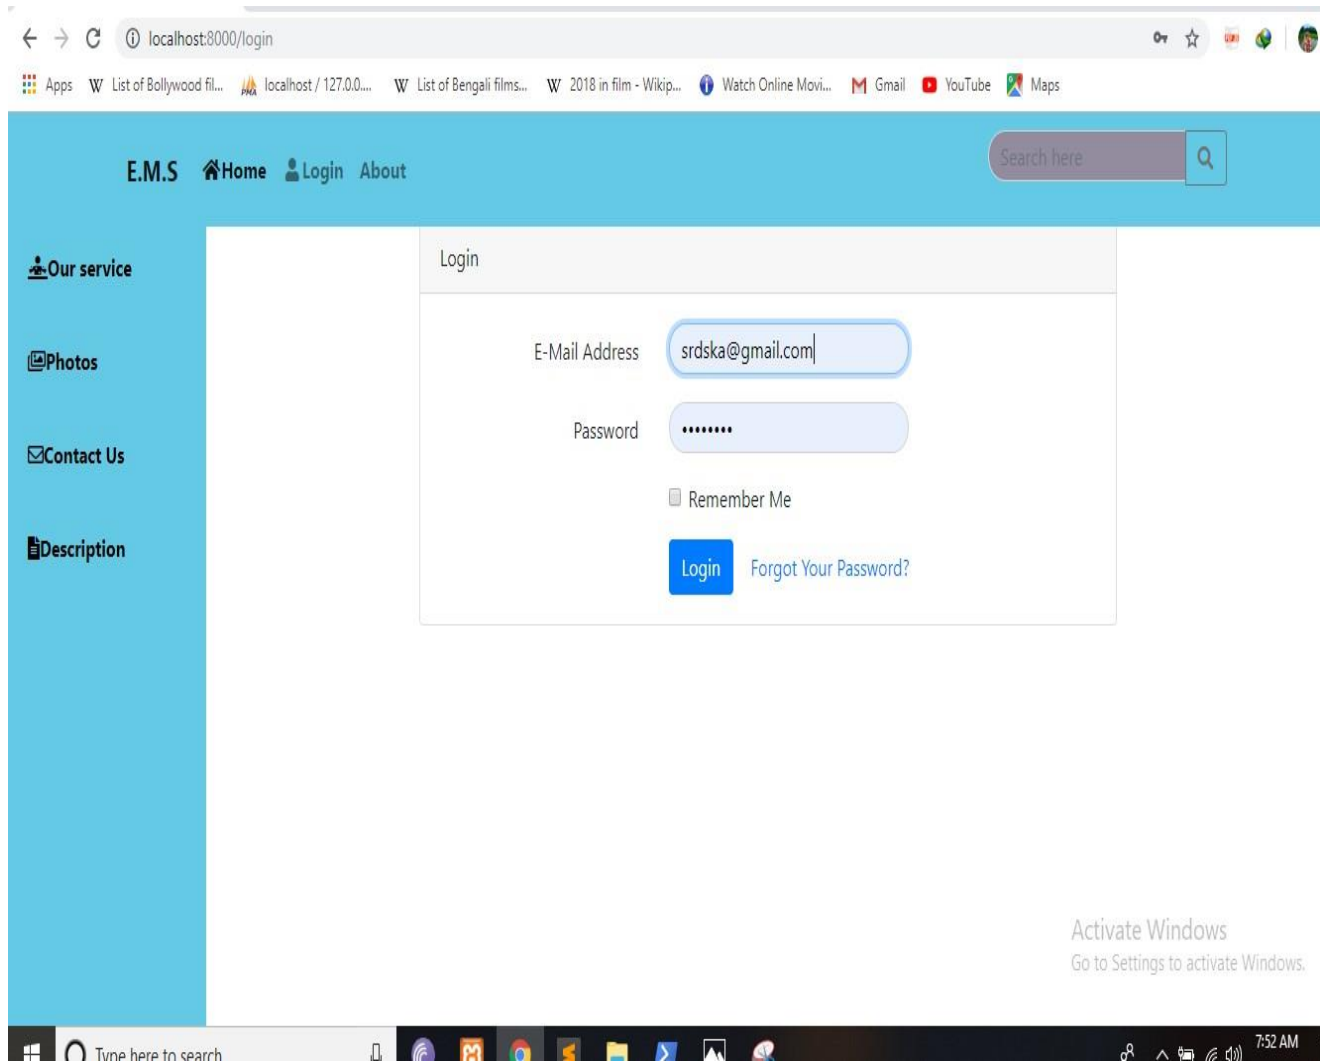 localhost:8000/login
Apps List of Bollywood fil... localhost / 127.0.0.... List of Bengali films... 2018 in film - Wikip... Watch Online Movi... Gmail YouTube Maps
E.M.S Home Login About Search here
Our service
Photos
Contact Us
Description
Login
E-Mail Address srdska@gmail.com
Password ••••••••
Remember Me
Login Forgot Your Password?
Activate Windows
Go to Settings to activate Windows.
Type here to search 7:52 AM